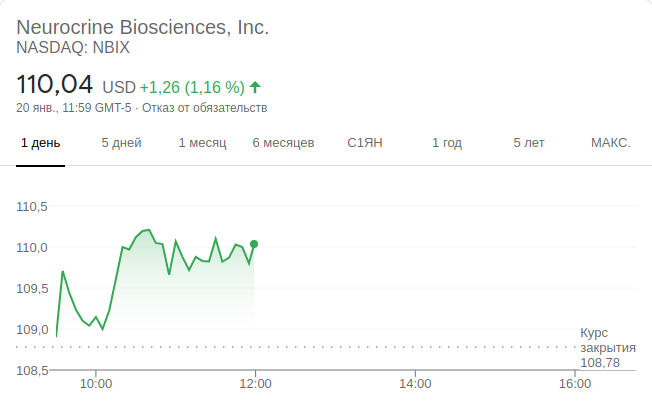 Neurocrine Biosciences, Inc.
NASDAQ: NBIX
110,04 USD +1,26 (1,16 %)
20 янв., 11:59 GMT-5 · Отказ от обязательств
1 день 5 дней 1 месяц 6 месяцев С1ЯН 1 год 5 лет МАКС.
110,5
110,0
109,5
109,0
108,5
Курс
закрытия
108,78
10:00 12:00 14:00 16:00